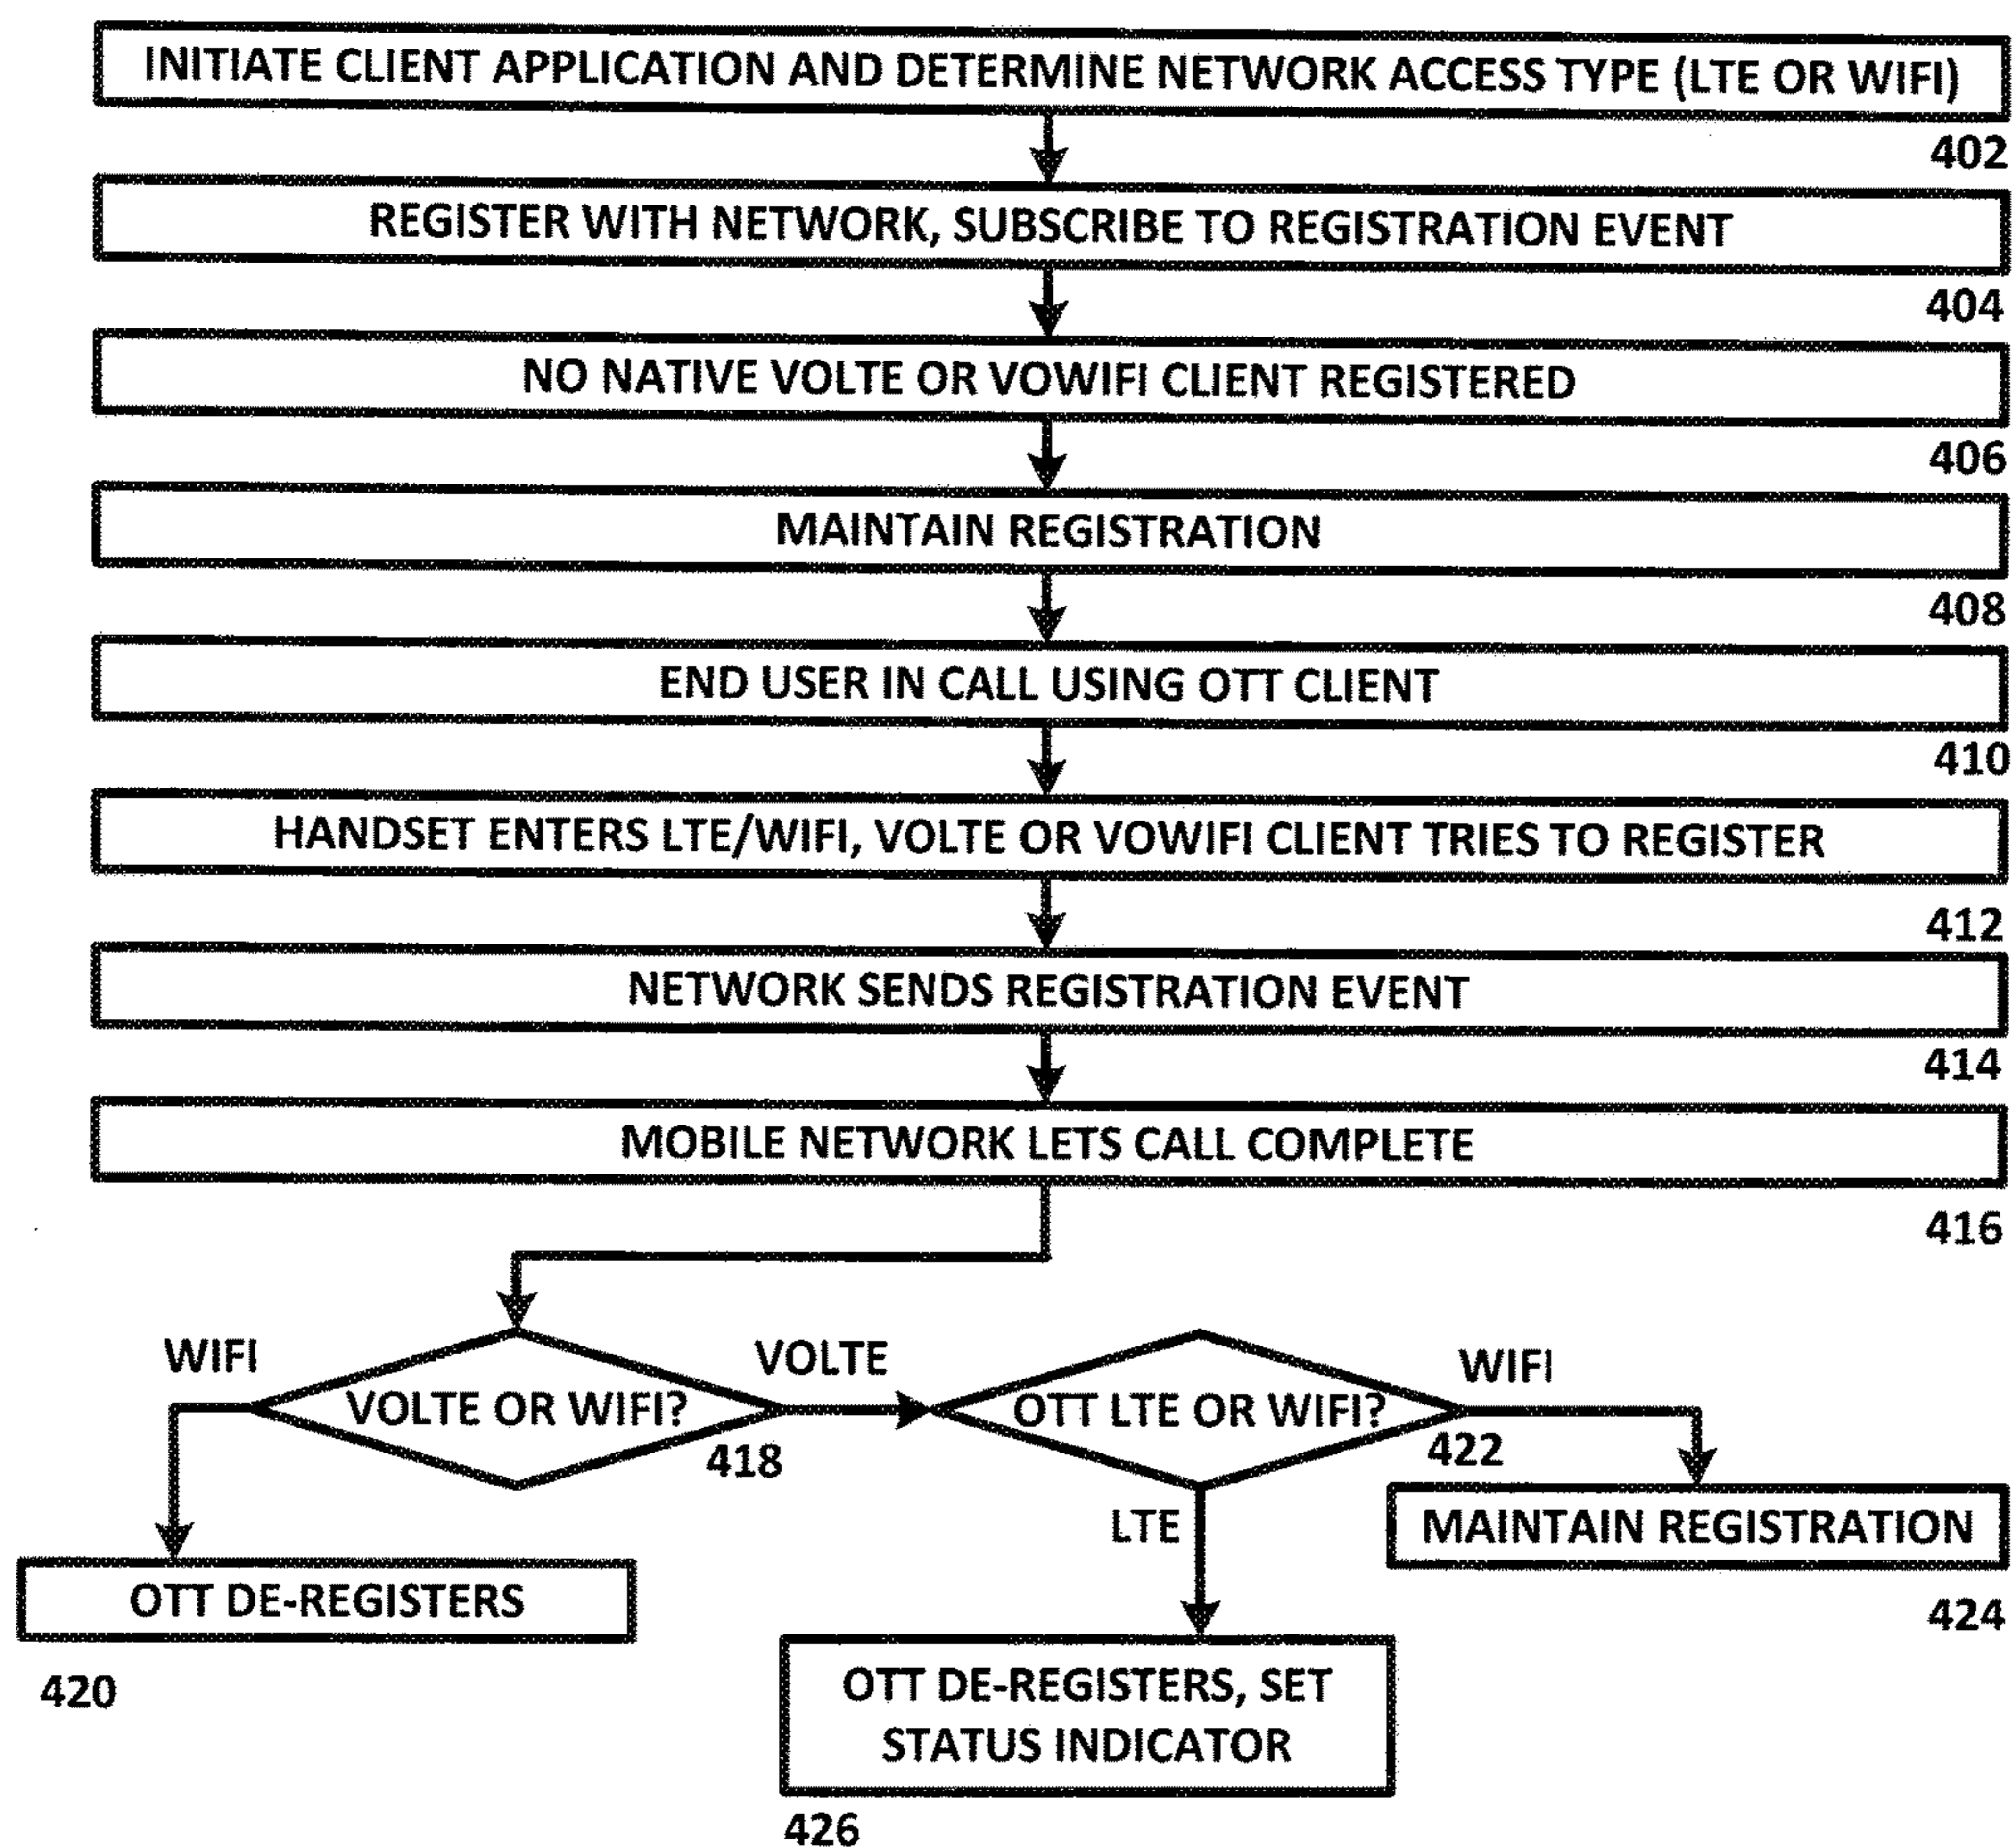 INITIATE CLIENT APPLICATION AND DETERMINE NETWORK ACCESS TYPE (LTE OR WIFI)
402
REGISTER WITH NETWORK, SUBSCRIBE TO REGISTRATION EVENT
404
NO NATIVE VOLTE OR VOWIFI CLIENT REGISTERED
406
MAINTAIN REGISTRATION
408
END USER IN CALL USING OTT CLIENT
410
HANDSET ENTERS LTE/WIFI, VOLTE OR VOWIFI CLIENT TRIES TO REGISTER
412
NETWORK SENDS REGISTRATION EVENT
414
MOBILE NETWORK LETS CALL COMPLETE
416
WIFI
VOLTE OR WIFI?
418
VOLTE
OTT LTE OR WIFI?
422
WIFI
LTE
MAINTAIN REGISTRATION
424
OTT DE-REGISTERS
420
OTT DE-REGISTERS, SET
STATUS INDICATOR
426